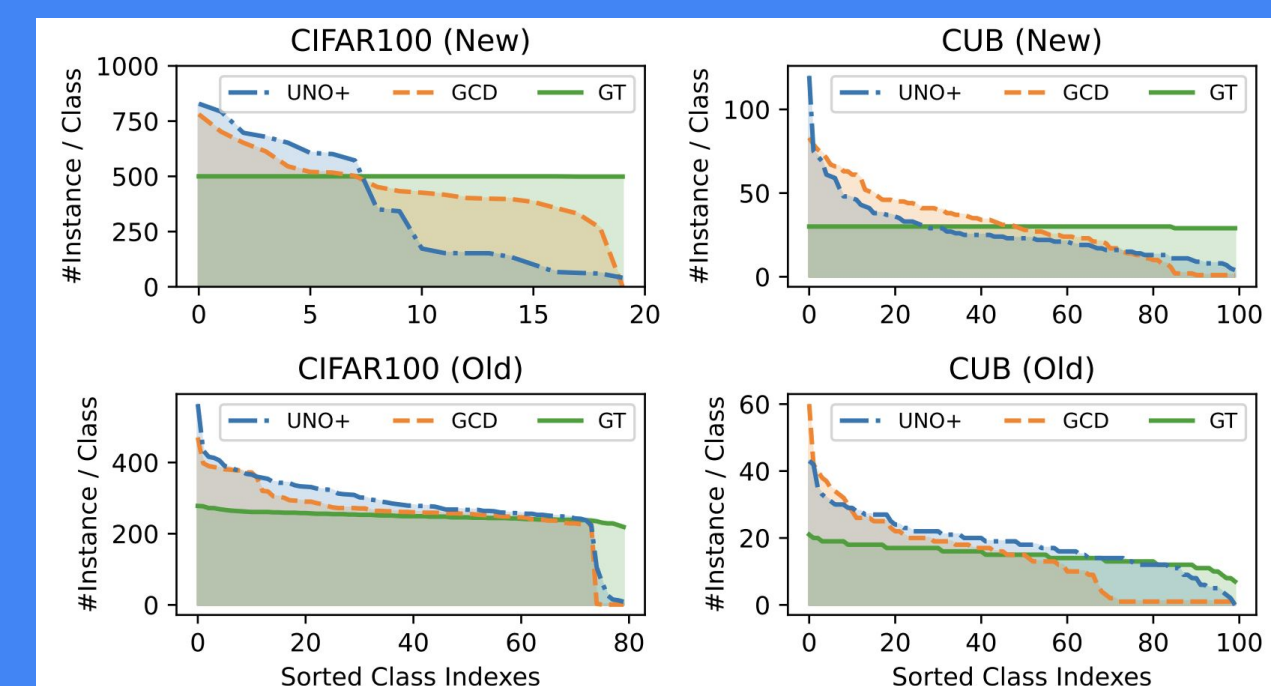 CIFAR100 (New)
#Instance / Class
1000
750
500
250
0
UNO+ GCD GT
0 5 10 15 20
CUB (New)
#Instance / Class
100
50
0
UNO+ GCD GT
0 20 40 60 80 100
CIFAR100 (Old)
#Instance / Class
400
200
0
UNO+ GCD GT
0 20 40 60 80
Sorted Class Indexes
CUB (Old)
#Instance / Class
60
40
20
0
UNO+ GCD GT
0 20 40 60 80 100
Sorted Class Indexes